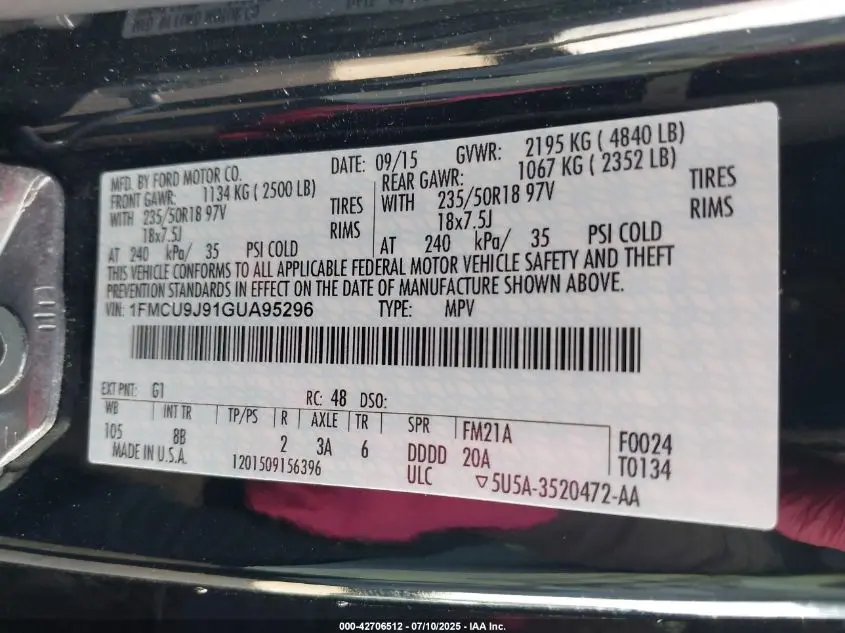 MFD. BY FORD MOTOR CO.
DATE: 09/15
GVWR: 2195 KG ( 4840 LB)
FRONT GAWR: 1134 KG ( 2500 LB)
REAR GAWR: 1067 KG ( 2352 LB)
WITH 235/50R18 97V TIRES
WITH 235/50R18 97V TIRES
18x7.5J RIMS
18x7.5J RIMS
AT 240 kPa/ 35 PSI COLD
AT 240 kPa/ 35 PSI COLD
THIS VEHICLE CONFORMS TO ALL APPLICABLE FEDERAL MOTOR VEHICLE SAFETY AND THEFT
PREVENTION STANDARDS IN EFFECT ON THE DATE OF MANUFACTURE SHOWN ABOVE.
VIN: 1FMCU9J91GUA95296 TYPE: MPV
EXT PNT: G1 RC: 48 DSO:
WB INT TR TP/PS R AXLE TR SPR FM21A F0024
105 8B 2 3A 6 DDDD 20A T0134
MADE IN U.S.A. 1201509156396 ULC ▽5U5A-3520472-AA
000-42706512 - 07/10/2025 - IAA Inc.